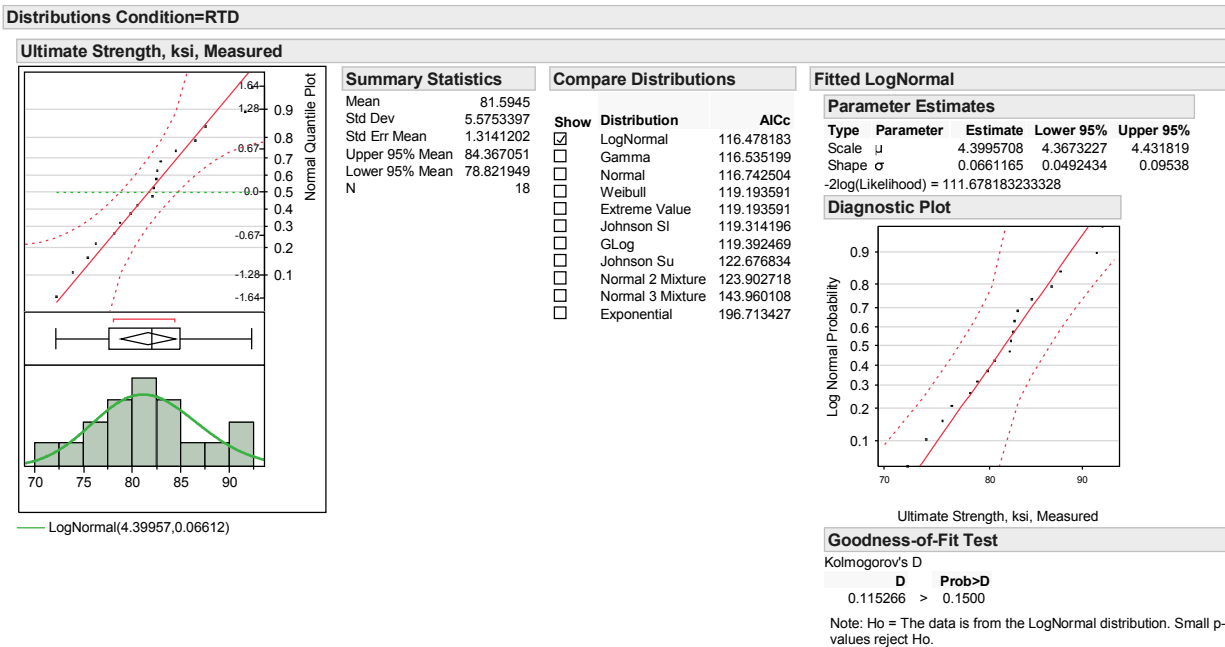 Distributions Condition=RTD
Ultimate Strength, ksi, Measured
1.64
1.28
0.67
0.0
-0.67
-1.28
-1.64
0.9
0.8
0.7
0.6
0.5
0.4
0.3
0.2
0.1
Normal Quantile Plot
70 75 80 85 90
LogNormal(4.39957,0.06612)
Summary Statistics
Mean 81.5945
Std Dev 5.5753397
Std Err Mean 1.3141202
Upper 95% Mean 84.367051
Lower 95% Mean 78.821949
N 18
Compare Distributions
Show Distribution AICc
LogNormal 116.478183
Gamma 116.535199
Normal 116.742504
Weibull 119.193591
Extreme Value 119.193591
Johnson Sl 119.314196
GLog 119.392469
Johnson Su 122.676834
Normal 2 Mixture 123.902718
Normal 3 Mixture 143.960108
Exponential 196.713427
Fitted LogNormal
Parameter Estimates
Type Parameter Estimate Lower 95% Upper 95%
Scale μ 4.3995708 4.3673227 4.431819
Shape σ 0.0661165 0.0492434 0.09538
-2log(Likelihood) = 111.678183233328
Diagnostic Plot
Log Normal Probability
0.9
0.8
0.7
0.6
0.5
0.4
0.3
0.2
0.1
70 80 90
Ultimate Strength, ksi, Measured
Goodness-of-Fit Test
Kolmogorov's D
D Prob>D
0.115266 > 0.1500
Note: Ho = The data is from the LogNormal distribution. Small p-
values reject Ho.